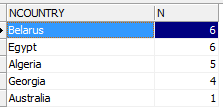 NCOUNTRY N
Belarus 6
Egypt 6
Algeria 5
Georgia 4
Australia 1